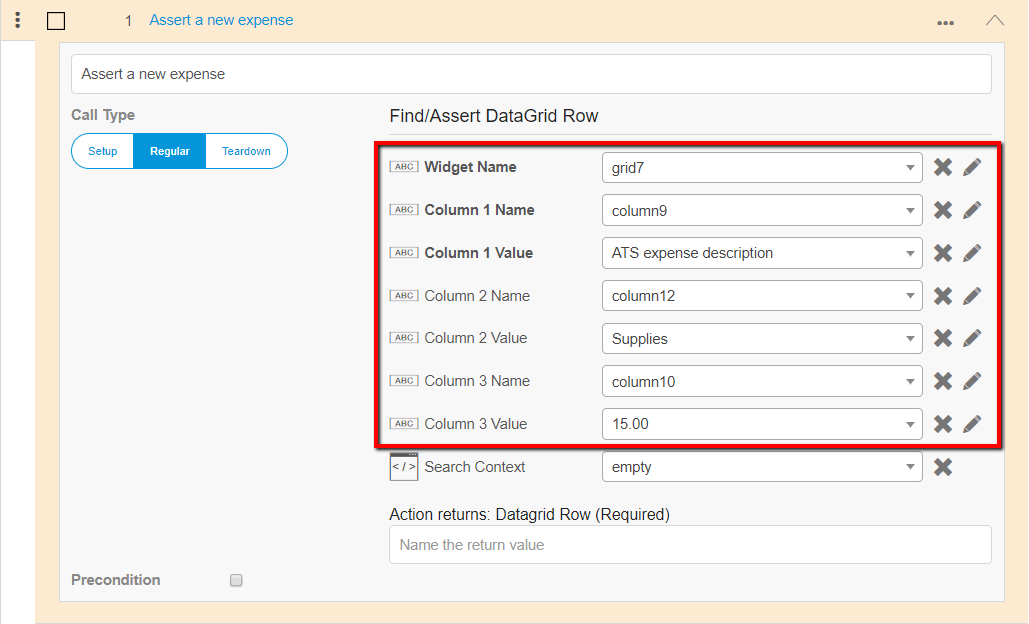 1 Assert a new expense
Assert a new expense
Call Type
Setup Regular Teardown
Find/Assert DataGrid Row
ABC Widget Name grid7
ABC Column 1 Name column9
ABC Column 1 Value ATS expense description
ABC Column 2 Name column12
ABC Column 2 Value Supplies
ABC Column 3 Name column10
ABC Column 3 Value 15.00
</> Search Context empty
Action returns: Datagrid Row (Required)
Name the return value
Precondition